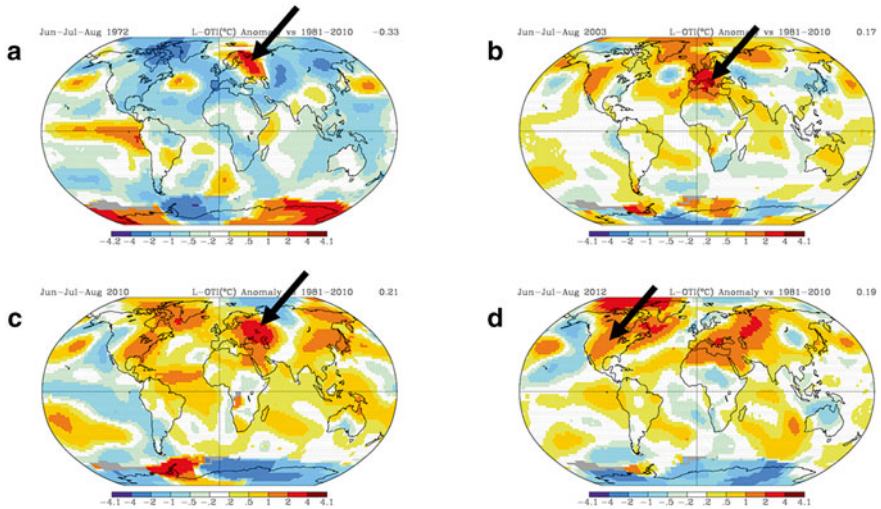 a
Jun-Jul-Aug 1972 L-OTI(°C) Anomaly vs 1981-2010 -0.33
-4.2 -4 -2 -1 -.5 -.2 .2 .5 1 2 4 4.1
b
Jun-Jul-Aug 2003 L-OTI(°C) Anomaly vs 1981-2010 0.17
-4.1 -4 -2 -1 -.5 -.2 .2 .5 1 2 4 4.1
c
Jun-Jul-Aug 2010 L-OTI(°C) Anomaly vs 1981-2010 0.21
-4.1 -4 -2 -1 -.5 -.2 .2 .5 1 2 4 4.1
d
Jun-Jul-Aug 2012 L-OTI(°C) Anomaly vs 1981-2010 0.19
-4.1 -4 -2 -1 -.5 -.2 .2 .5 1 2 4 4.1